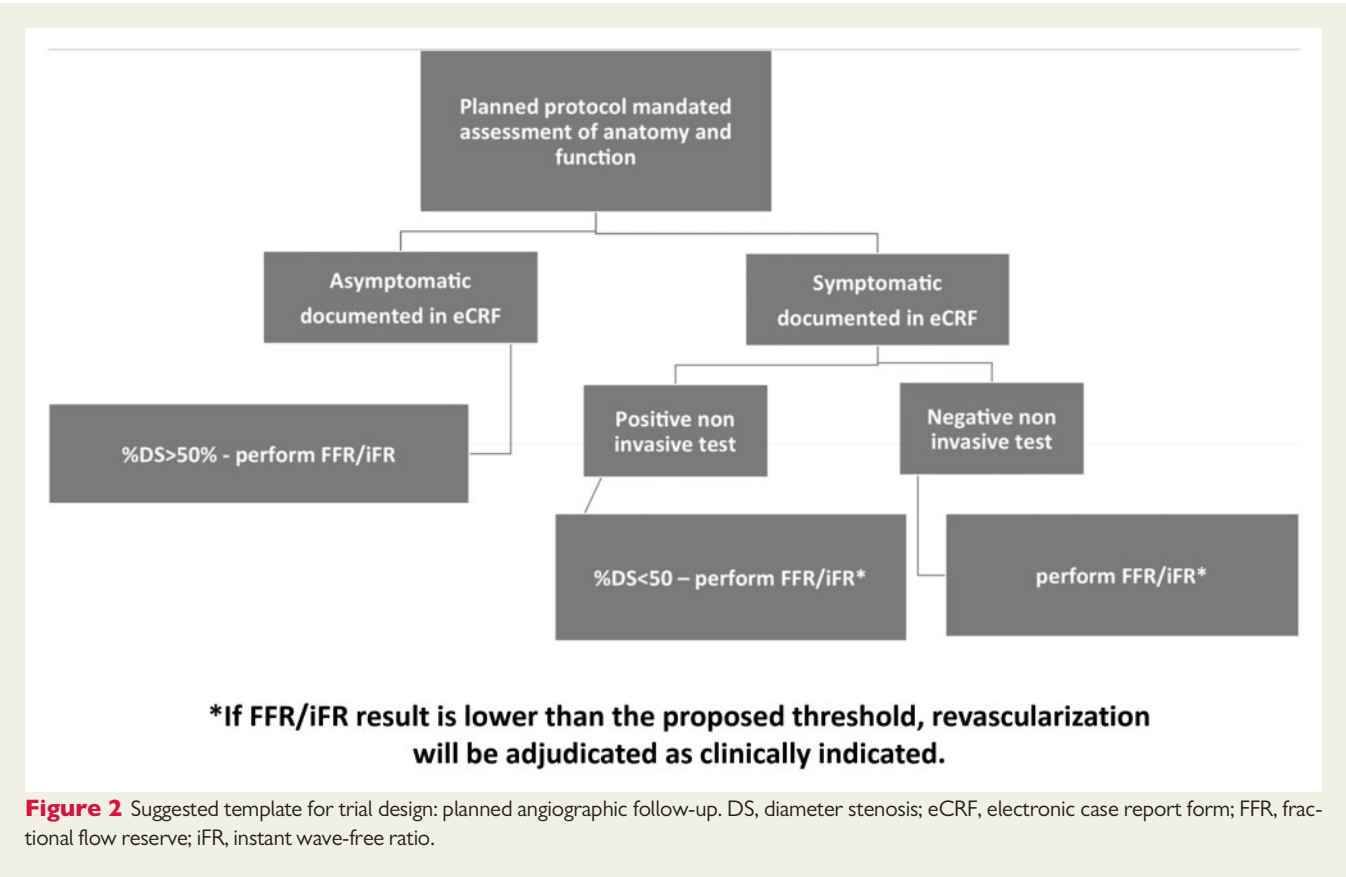 Planned protocol mandated
assessment of anatomy and
function
Asymptomatic
documented in eCRF
Symptomatic
documented in eCRF
Positive non
invasive test
Negative non
invasive test
%DS>50% - perform FFR/iFR
%DS<50 – perform FFR/iFR*
perform FFR/iFR*
*If FFR/iFR result is lower than the proposed threshold, revascularization
will be adjudicated as clinically indicated.
Figure 2 Suggested template for trial design: planned angiographic follow-up. DS, diameter stenosis; eCRF, electronic case report form; FFR, frac-
tional flow reserve; iFR, instant wave-free ratio.